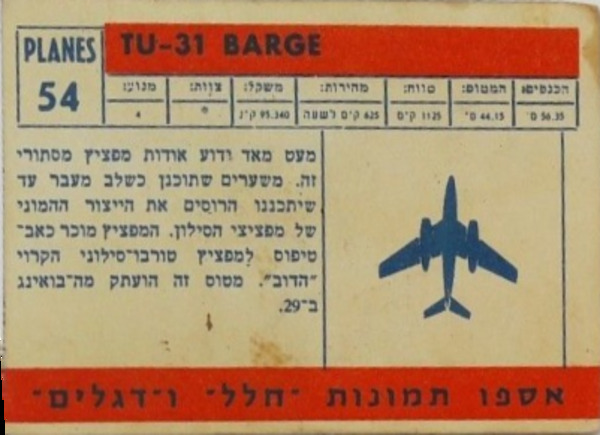 PLANES
54
TU-31 BARGE
הכנפים: המטוס: טווח: מהירות: משקל: צוות: מנוע:
56.35 ם׳ 44.15 ם׳ 1125 ק״ם 625 ק״ם לשעה 95.340 ק״ג * 4
מעט מאד ידוע אודות מפציץ מסתורי
זה. משערים שתוכנן כשלב מעבר עד
שיתכננו הרוסים את הייצור ההמוני
של מפציצי הסילון. המפציץ מוכר כאב־
טיפוס למפציץ טורבו־סילוני הקרוי
״הדוב״. מטוס זה הועתק מה־בואינג
ב־29.
אספו תמונות ״חלל״ ו״דגלים״